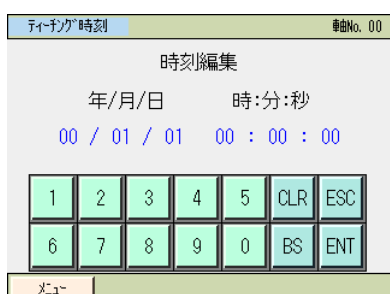 ﾃｨｰﾁﾝｸﾞ時刻 軸No. 00
時刻編集
年/月/日 時:分:秒
00 / 01 / 01 00 : 00 : 00
1 2 3 4 5 CLR ESC
6 7 8 9 0 BS ENT
ﾒﾆｭｰ